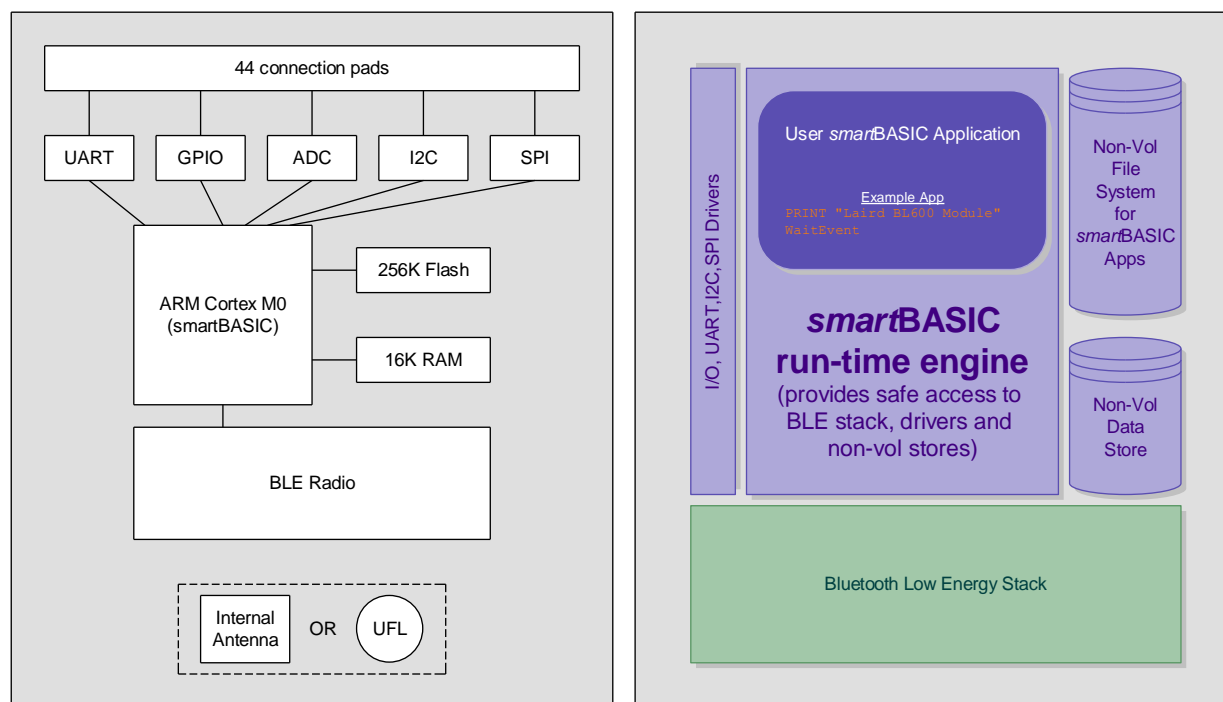 44 connection pads
UART
GPIO
ADC
I2C
SPI
ARM Cortex M0
(smartBASIC)
256K Flash
16K RAM
BLE Radio
Internal
Antenna
OR
UFL
I/O, UART,I2C,SPI Drivers
User smartBASIC Application
Example App
PRINT "Laird BL600 Module"
WaitEvent
smartBASIC
run-time engine
(provides safe access to
BLE stack, drivers and
non-vol stores)
Non-Vol
File
System
for
smartBASIC
Apps
Non-Vol
Data
Store
Bluetooth Low Energy Stack